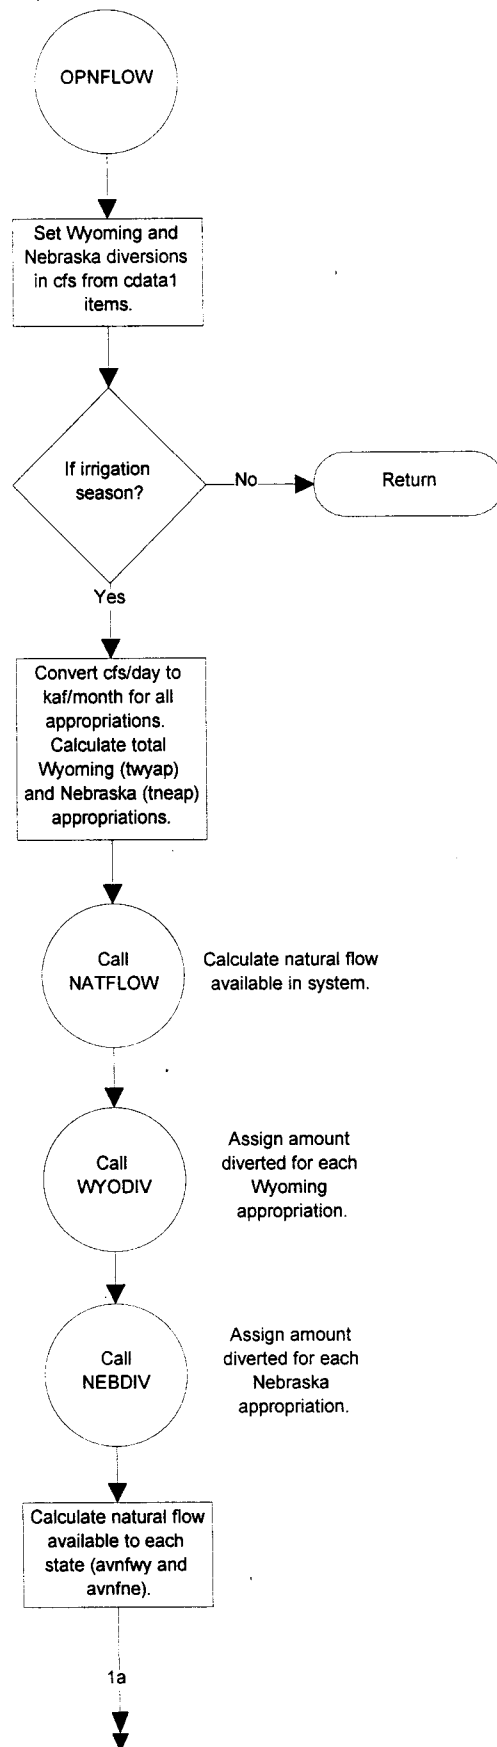 OPNFLOW
Set Wyoming and
Nebraska diversions
in cfs from cdata1
items.
If irrigation
season?
No
Return
Yes
Convert cfs/day to
kaf/month for all
appropriations.
Calculate total
Wyoming (twyap)
and Nebraska (tneap)
appropriations.
Call
NATFLOW
Calculate natural flow
available in system.
Call
WYODIV
Assign amount
diverted for each
Wyoming
appropriation.
Call
NEBDIV
Assign amount
diverted for each
Nebraska
appropriation.
Calculate natural flow
available to each
state (avnfwy and
avnfne).
1a